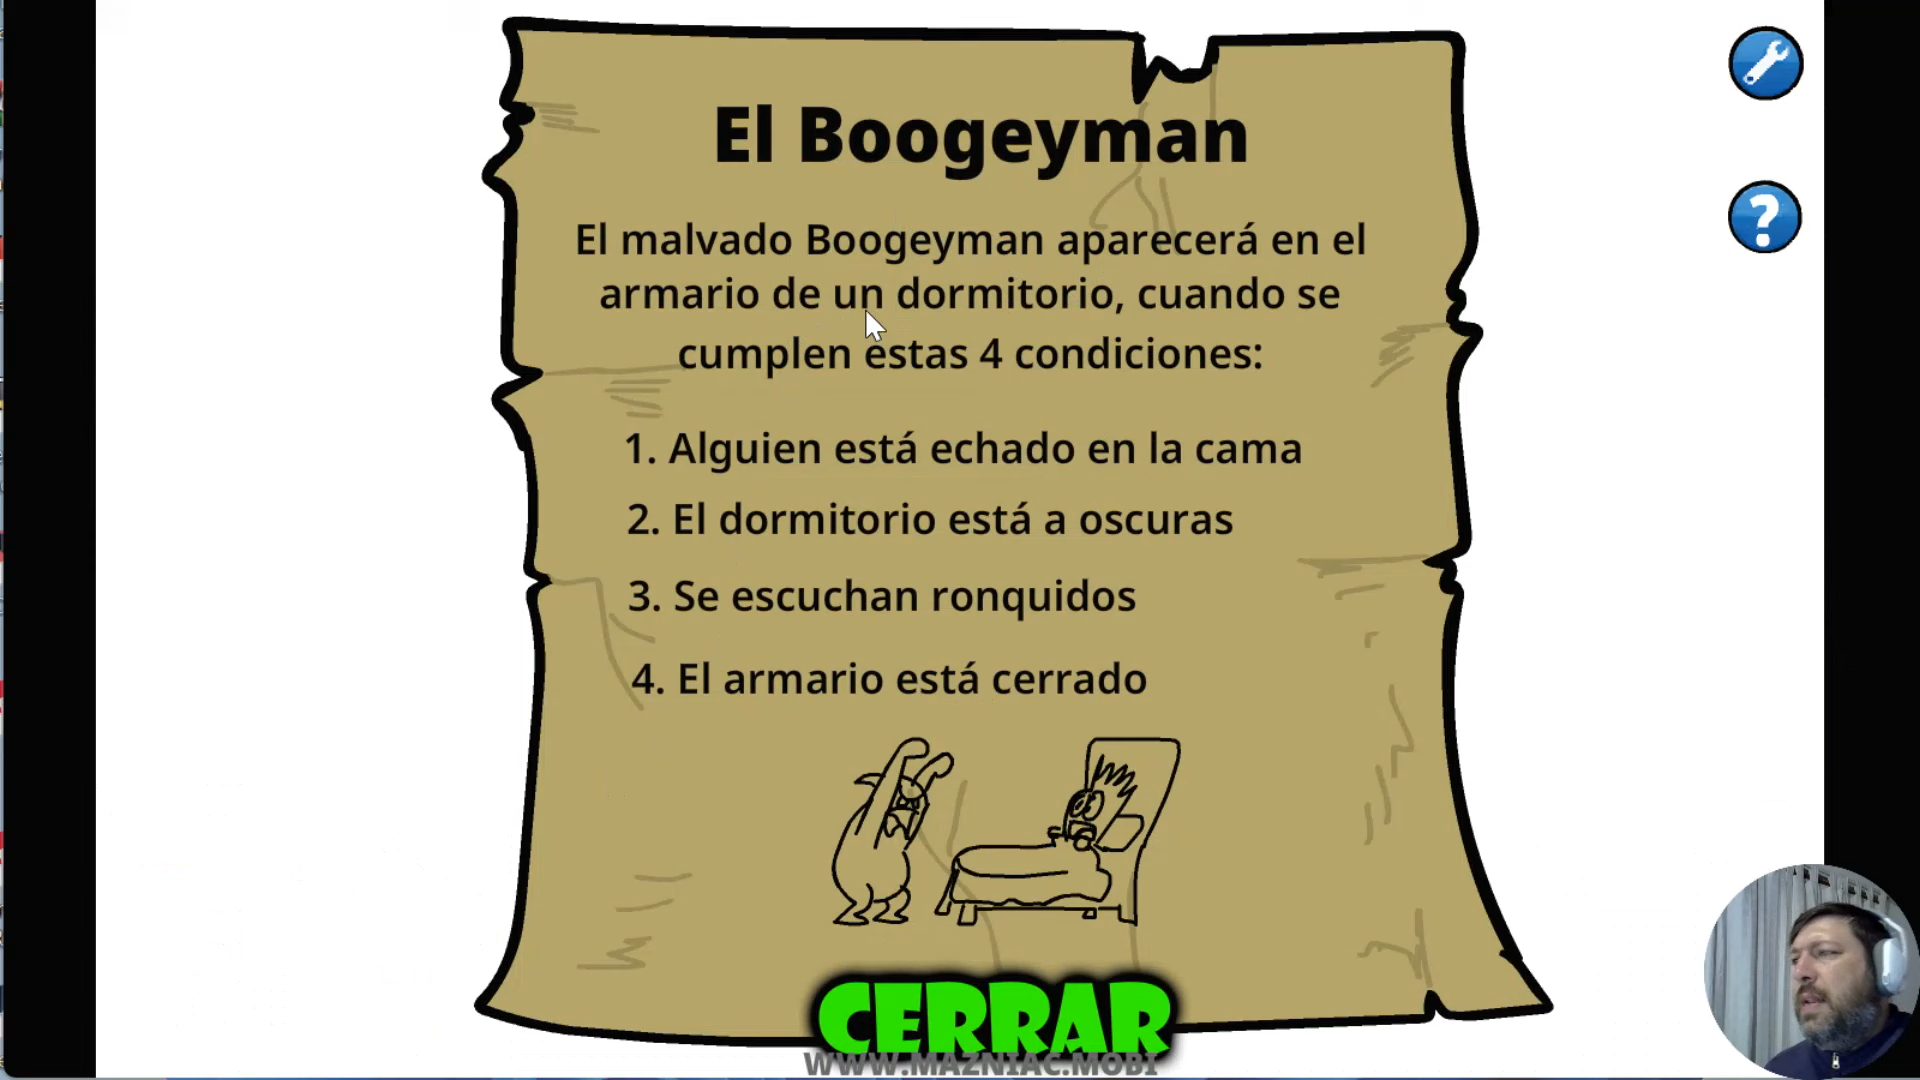 El Boogeyman
El malvado Boogeyman aparecerá en el
armario de un dormitorio, cuando se
cumplen estas 4 condiciones:
1. Alguien está echado en la cama
2. El dormitorio está a oscuras
3. Se escuchan ronquidos
4. El armario está cerrado
CERRAR
WWW.MAZNIAC.MOBI